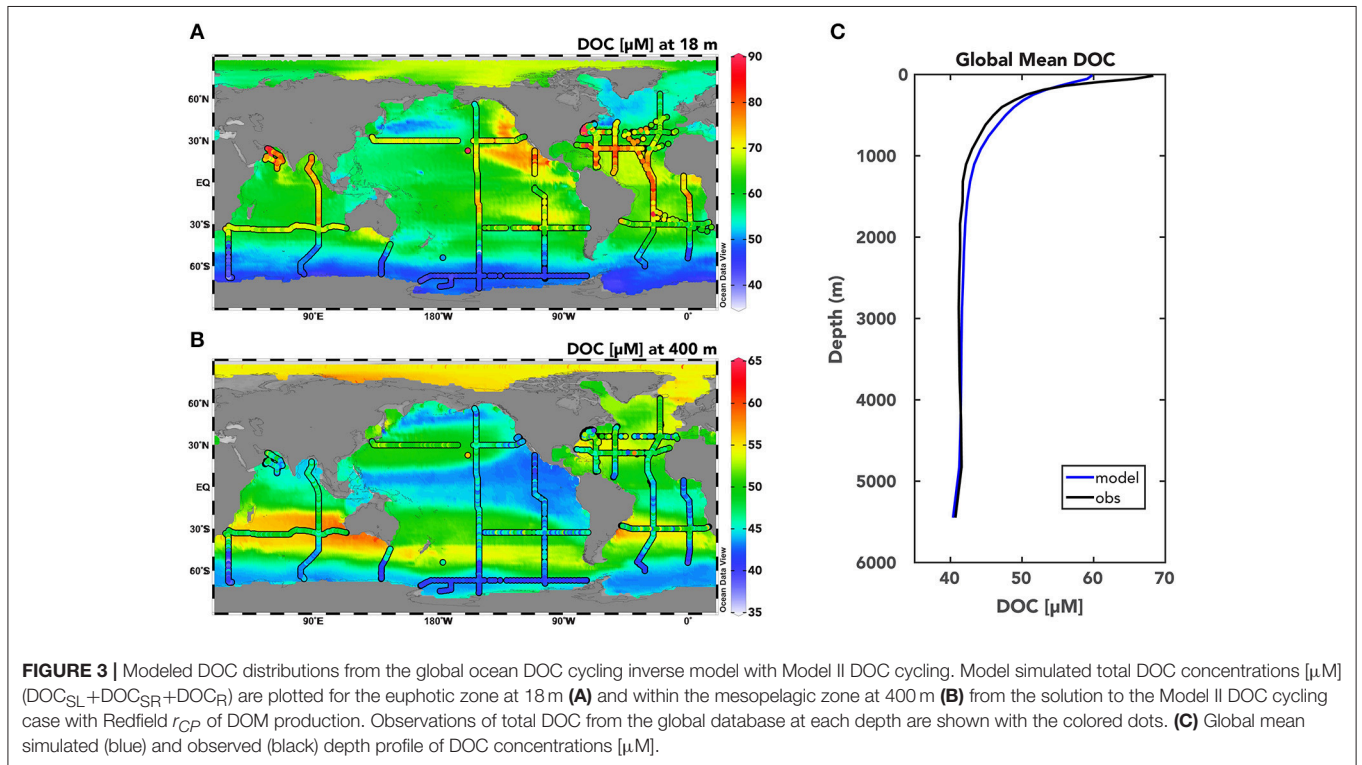 A
DOC [µM] at 18 m
90
80
70
60
50
40
60°N
30°N
EQ
30°S
60°S
90°E
180°W
90°W
0°
Ocean Data View
B
DOC [µM] at 400 m
65
60
55
50
45
40
35
60°N
30°N
EQ
30°S
60°S
90°E
180°W
90°W
0°
Ocean Data View
C
Global Mean DOC
0
1000
2000
3000
4000
5000
6000
Depth (m)
model
obs
40
50
60
70
DOC [µM]
FIGURE 3 | Modeled DOC distributions from the global ocean DOC cycling inverse model with Model II DOC cycling. Model simulated total DOC concentrations [µM]
(DOCSL+DOCSR+DOCR) are plotted for the euphotic zone at 18 m (A) and within the mesopelagic zone at 400 m (B) from the solution to the Model II DOC cycling
case with Redfield rCP of DOM production. Observations of total DOC from the global database at each depth are shown with the colored dots. (C) Global mean
simulated (blue) and observed (black) depth profile of DOC concentrations [µM].